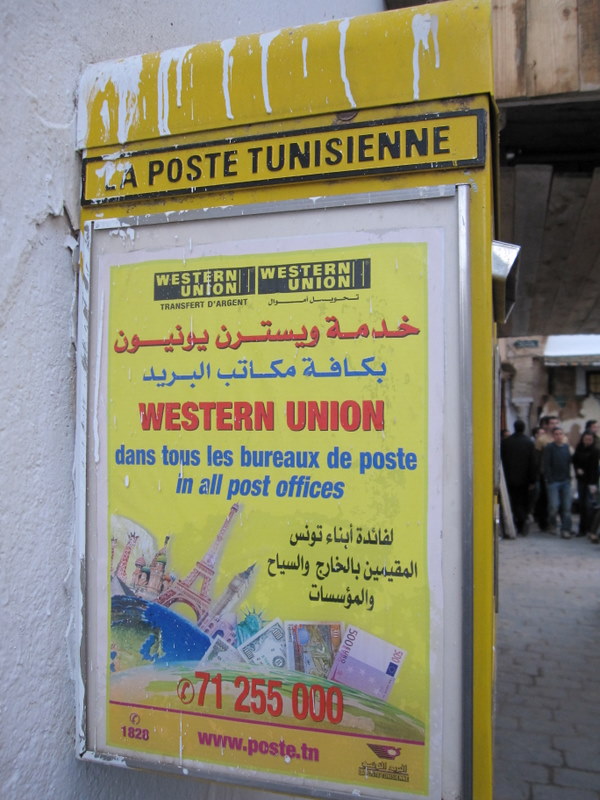 LA POSTE TUNISIENNE
WESTERN UNION WESTERN UNION
TRANSFERT D'ARGENT تحويل أموال
خدمة ويسترن يونيون
بكافة مكاتب البريد
WESTERN UNION
dans tous les bureaux de poste
in all post offices
لفائدة أبناء تونس
المقيمين بالخارج والسياح
والمؤسسات
500
71 255 000
1828
www.poste.tn